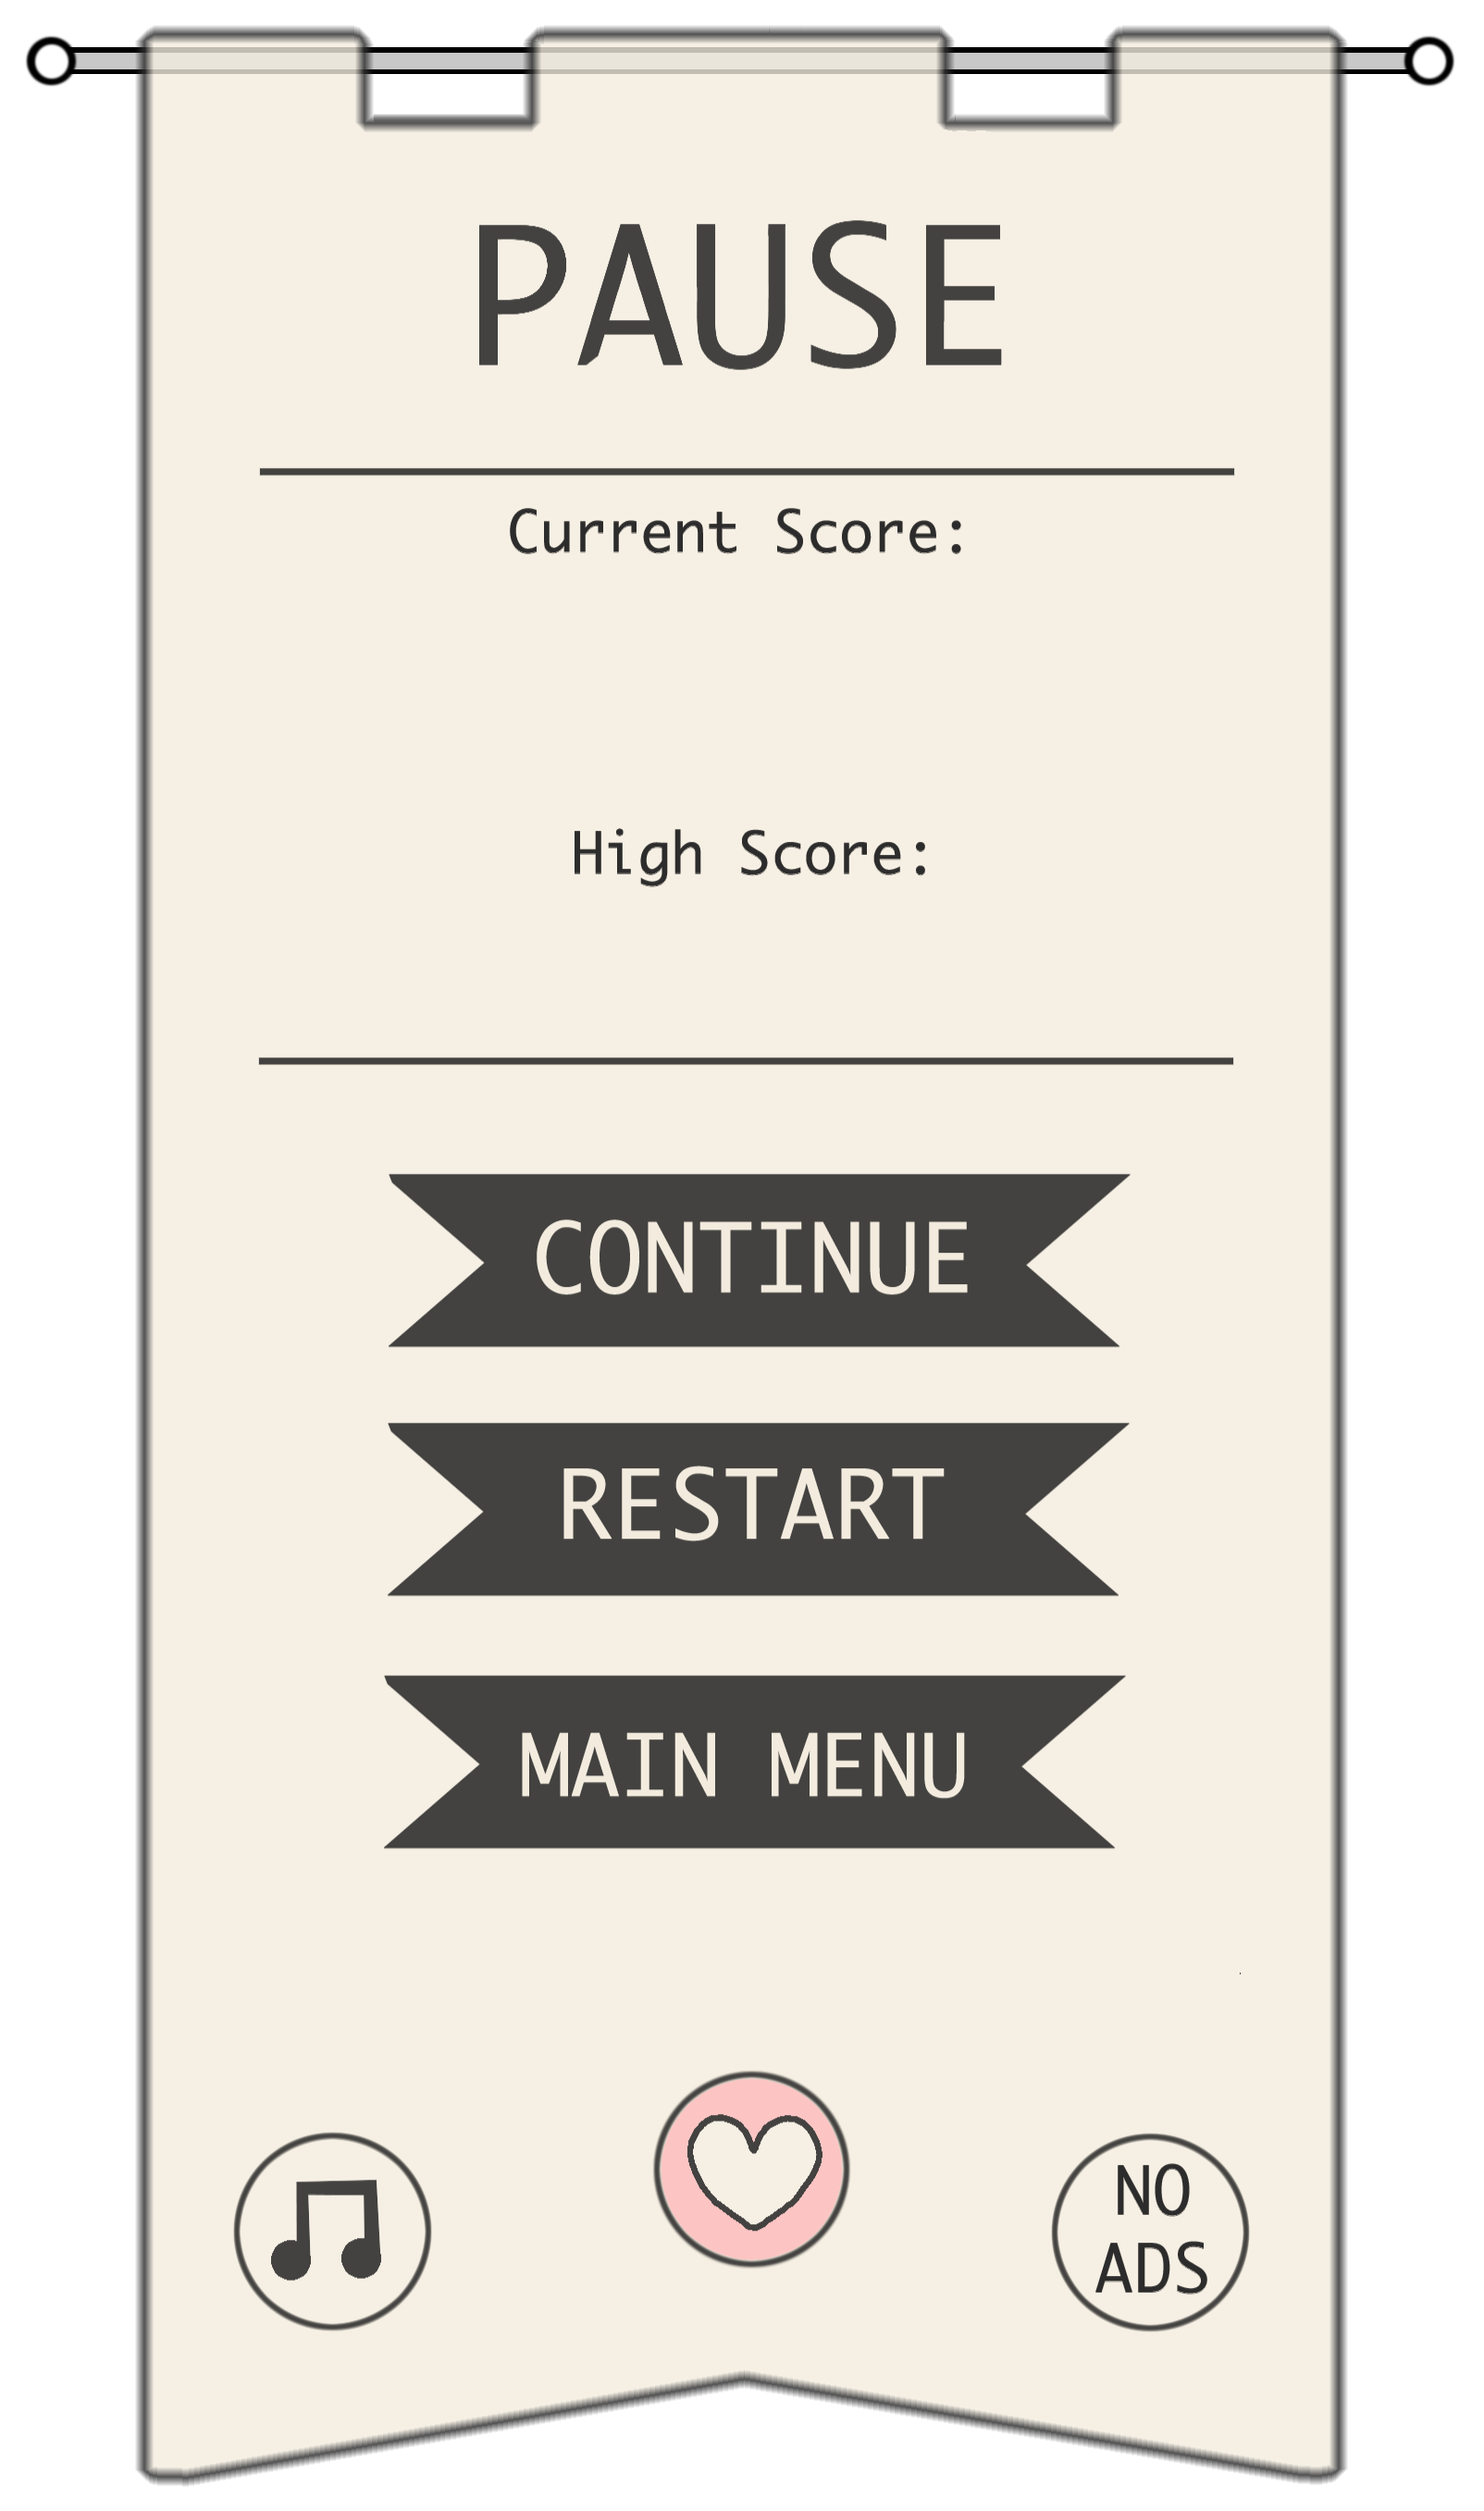 PAUSE
Current Score:
High Score:
CONTINUE
RESTART
MAIN MENU
NO
ADS